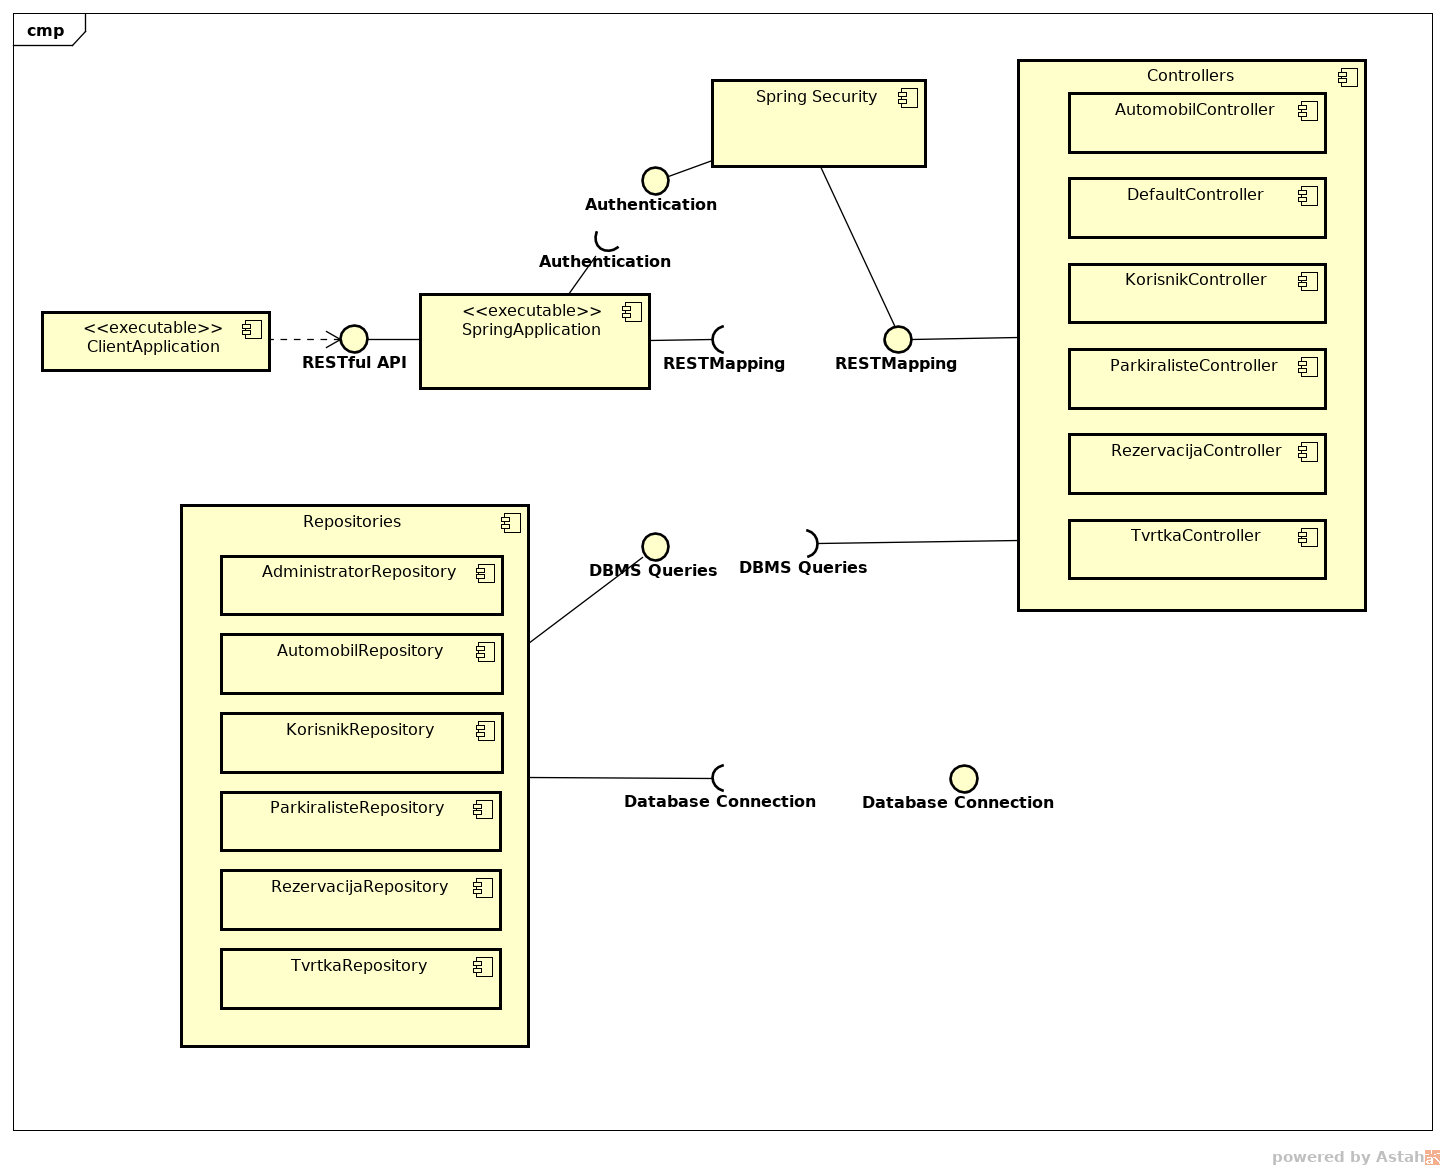 cmp
Controllers
Spring Security
AutomobilController
DefaultController
Authentication
Authentication
KorisnikController
<<executable>>
SpringApplication
<<executable>>
ClientApplication
RESTful API
RESTMapping
RESTMapping
ParkiralisteController
RezervacijaController
Repositories
TvrtkaController
AdministratorRepository
DBMS Queries
DBMS Queries
AutomobilRepository
KorisnikRepository
ParkiralisteRepository
Database Connection
Database Connection
RezervacijaRepository
TvrtkaRepository
powered by Astah